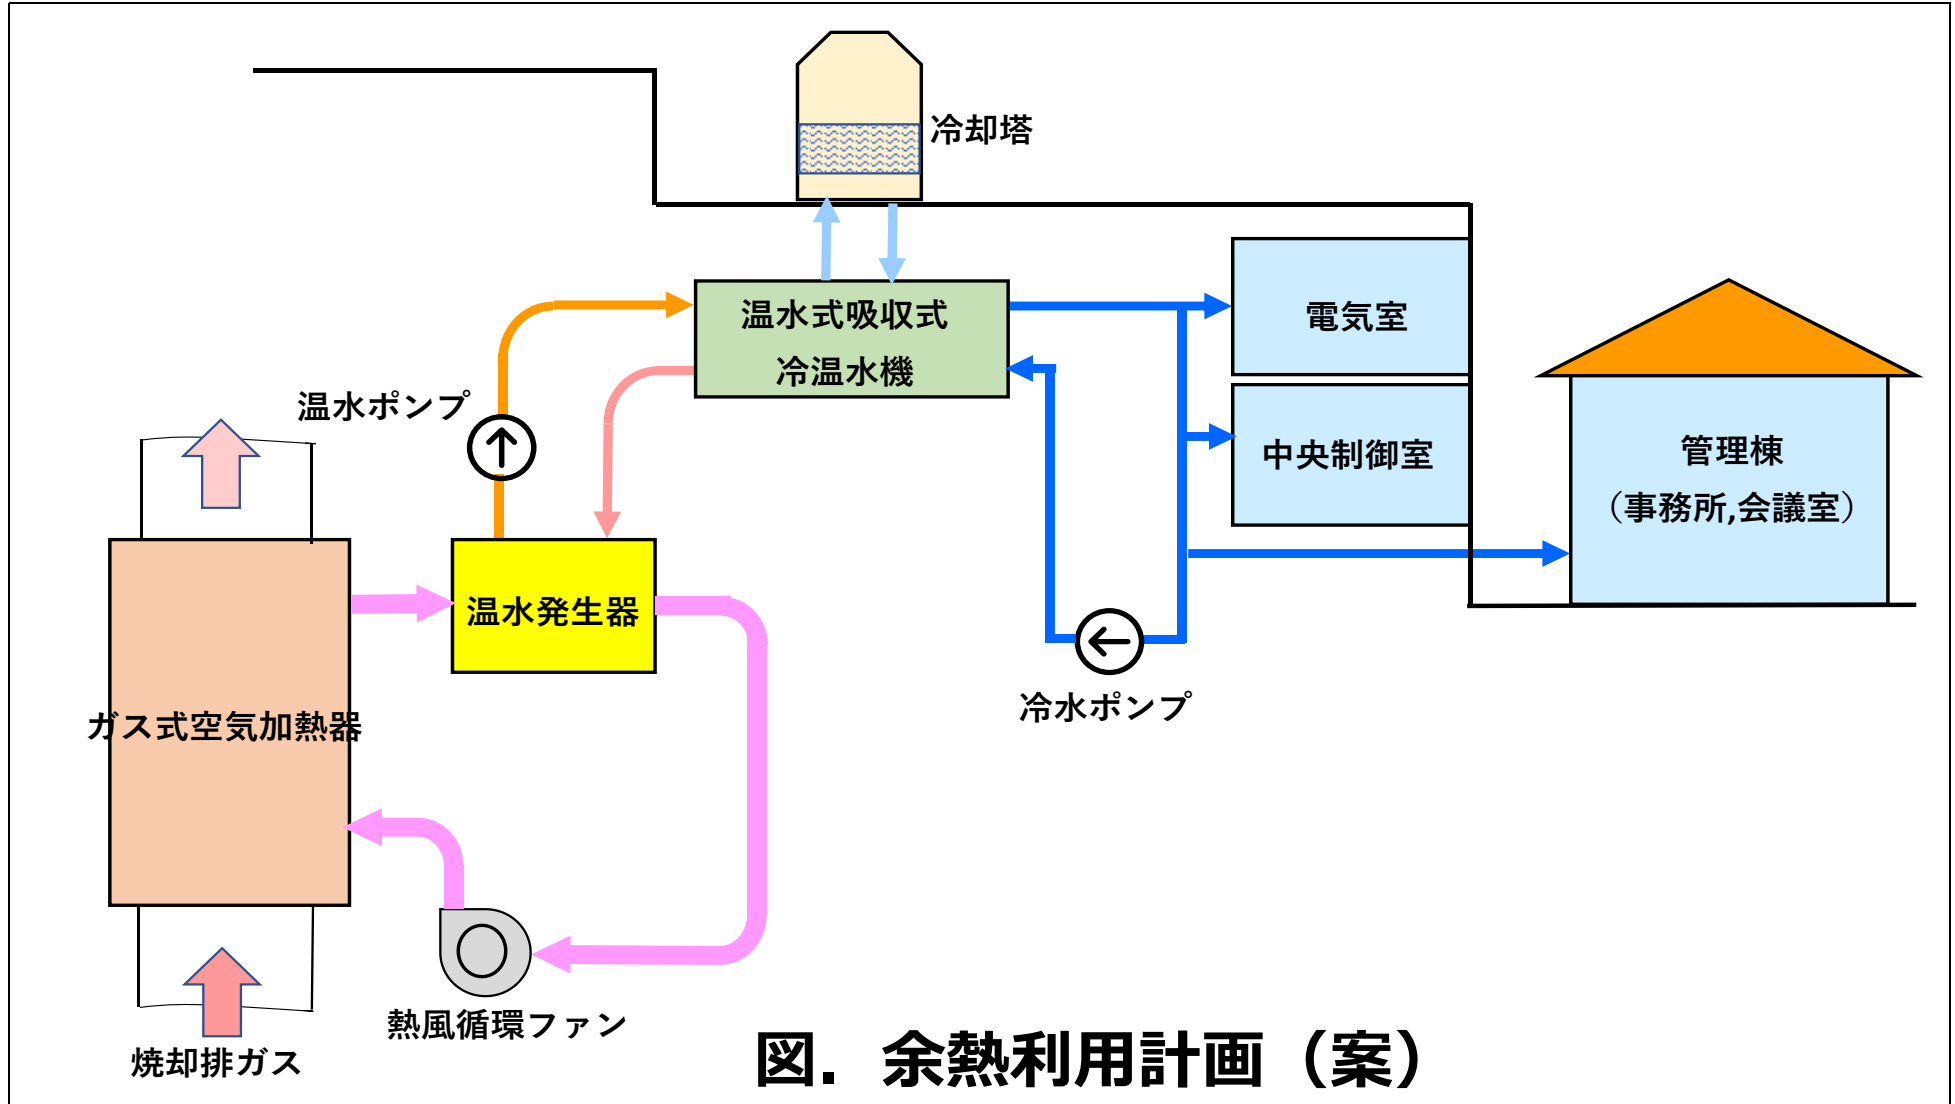 冷却塔
温水式吸収式
冷温水機
電気室
中央制御室
管理棟
（事務所,会議室）
温水ポンプ
温水発生器
ガス式空気加熱器
冷水ポンプ
熱風循環ファン
焼却排ガス
図．余熱利用計画（案）